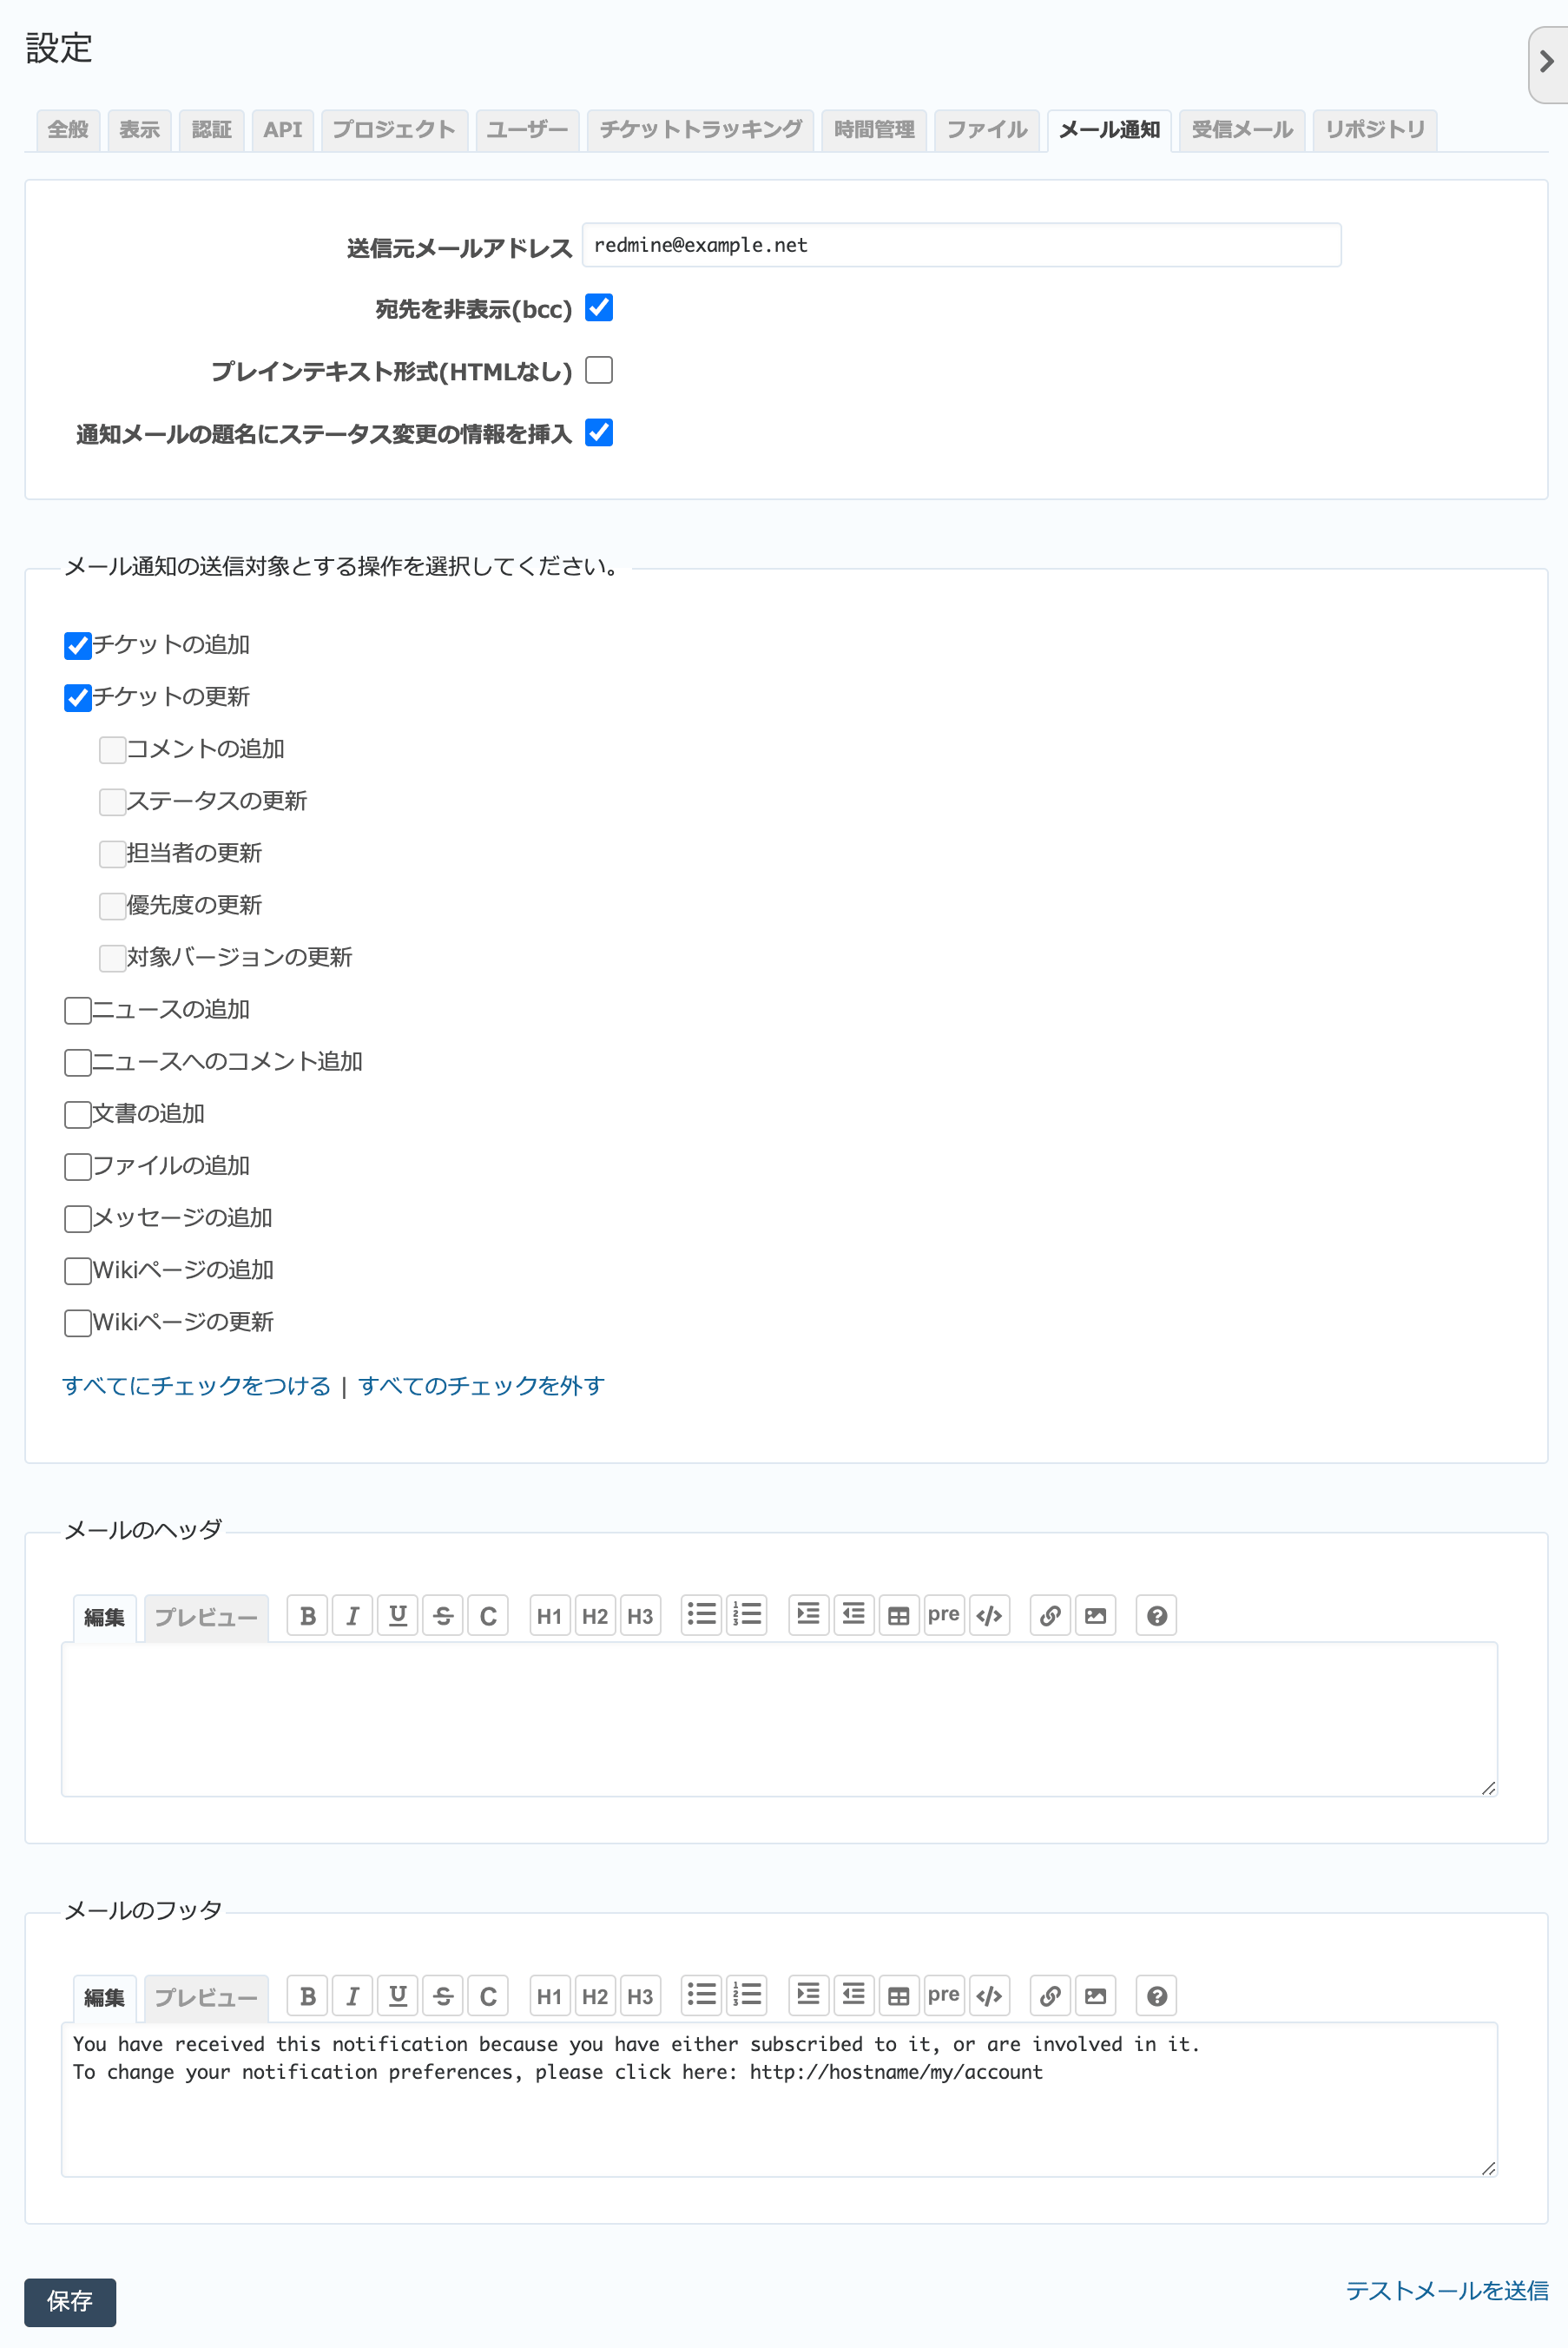 設定
全般 表示 認証 API プロジェクト ユーザー チケットトラッキング 時間管理 ファイル メール通知 受信メール リポジトリ
送信元メールアドレス redmine@example.net
宛先を非表示(bcc)
プレインテキスト形式(HTMLなし)
通知メールの題名にステータス変更の情報を挿入
メール通知の送信対象とする操作を選択してください。
チケットの追加
チケットの更新
コメントの追加
ステータスの更新
担当者の更新
優先度の更新
対象バージョンの更新
ニュースの追加
ニュースへのコメント追加
文書の追加
ファイルの追加
メッセージの追加
Wikiページの追加
Wikiページの更新
すべてにチェックをつける | すべてのチェックを外す
メールのヘッダ
編集 プレビュー B I U S C H1 H2 H3 pre </> ?
メールのフッタ
編集 プレビュー B I U S C H1 H2 H3 pre </> ?
You have received this notification because you have either subscribed to it, or are involved in it.
To change your notification preferences, please click here: http://hostname/my/account
テストメールを送信
保存